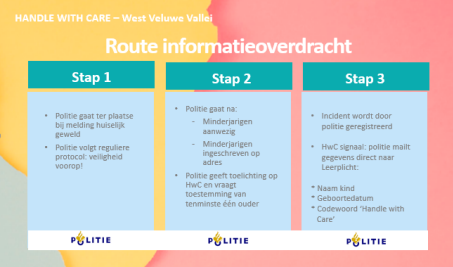 HANDLE WITH CARE – West Veluwe Vallei
Route informatieoverdracht
Stap 1
• Politie gaat ter plaatse
bij melding huiselijk
geweld
• Politie volgt reguliere
protocol: veiligheid
voorop!
POLITIE
Stap 2
• Politie gaat na:
- Minderjarigen
aanwezig
- Minderjarigen
ingeschreven op
adres
• Politie geeft toelichting op
HwC en vraagt
toestemming van
tenminste één ouder
POLITIE
Stap 3
• Incident wordt door
politie geregistreerd
• HwC signaal: politie mailt
gegevens direct naar
Leerplicht:
* Naam kind
* Geboortedatum
* Codewoord ‘Handle with
Care’
POLITIE